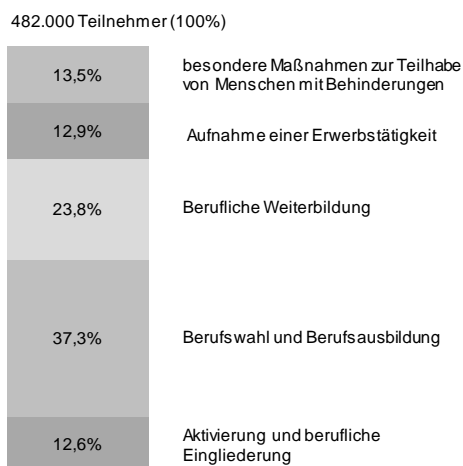 482.000 Teilnehmer (100%)
13,5%
besondere Maßnahmen zur Teilhabe
von Menschen mit Behinderungen
12,9%
Aufnahme einer Erwerbstätigkeit
23,8%
Berufliche Weiterbildung
37,3%
Berufswahl und Berufsausbildung
12,6%
Aktivierung und berufliche
Eingliederung